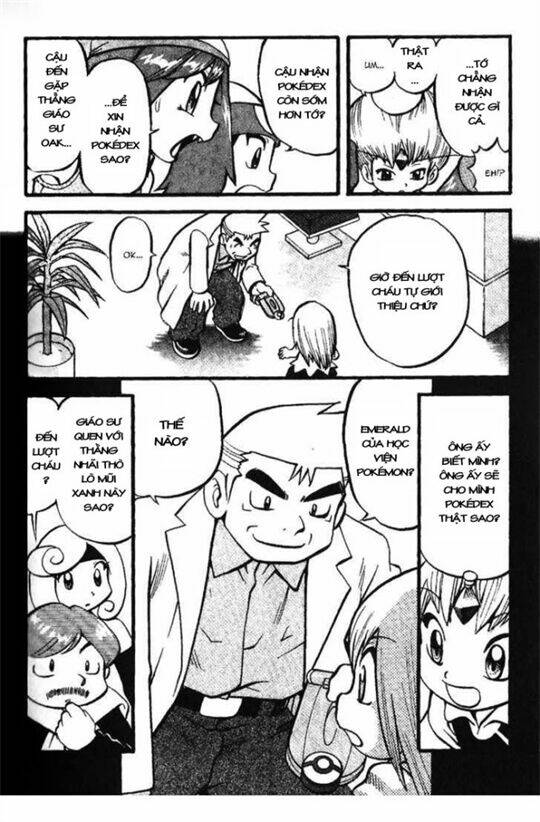 CẬU
ĐẾN
GẶP
THẰNG
GIÁO
SƯ
OAK...
...ĐỂ
XIN
NHẬN
POKÉDEX
SAO?
CẬU NHẬN
POKÉDEX
CÒN SỚM
HƠN TỚ?
UM...
THẬT
RA
...
...TỚ
CHẲNG
NHẬN
ĐƯỢC GÌ
CẢ.
EH!?
OK...
GIỜ ĐẾN LƯỢT
CHÁU TỰ GIỚI
THIỆU CHỨ?
ĐẾN
LƯỢT
CHÁU
?
GIÁO SƯ
QUEN VỚI
THẰNG
NHÃI THÒ
LÒ MŨI
XANH NÀY
SAO?
THẾ
NÀO?
EMERALD
CỦA HỌC
VIỆN
POKÉMON?
ÔNG ẤY
BIẾT MÌNH?
ÔNG ẤY SẼ
CHO MÌNH
POKÉDEX
THẬT SAO?